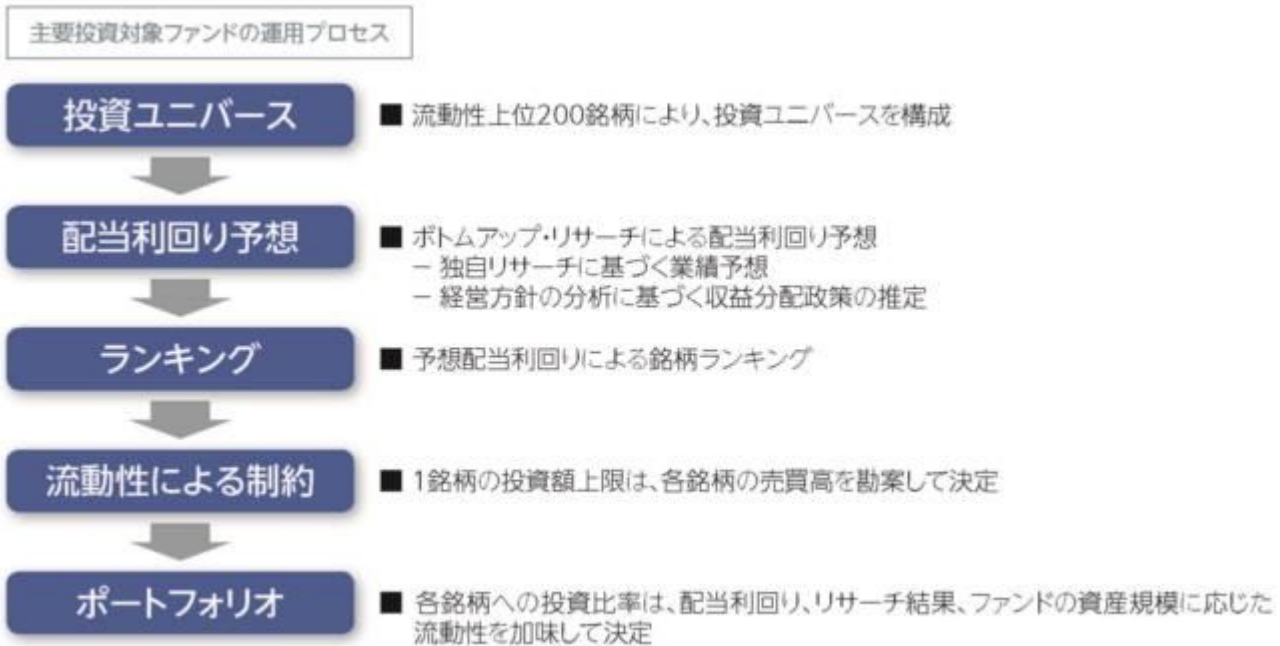 主要投資対象ファンドの運用プロセス
投資ユニバース
■ 流動性上位200銘柄により、投資ユニバースを構成
配当利回り予想
■ ボトムアップ・リサーチによる配当利回り予想
− 独自リサーチに基づく業績予想
− 経営方針の分析に基づく収益分配政策の推定
ランキング
■ 予想配当利回りによる銘柄ランキング
流動性による制約
■ 1銘柄の投資額上限は、各銘柄の売買高を勘案して決定
ポートフォリオ
■ 各銘柄への投資比率は、配当利回り、リサーチ結果、ファンドの資産規模に応じた
流動性を加味して決定